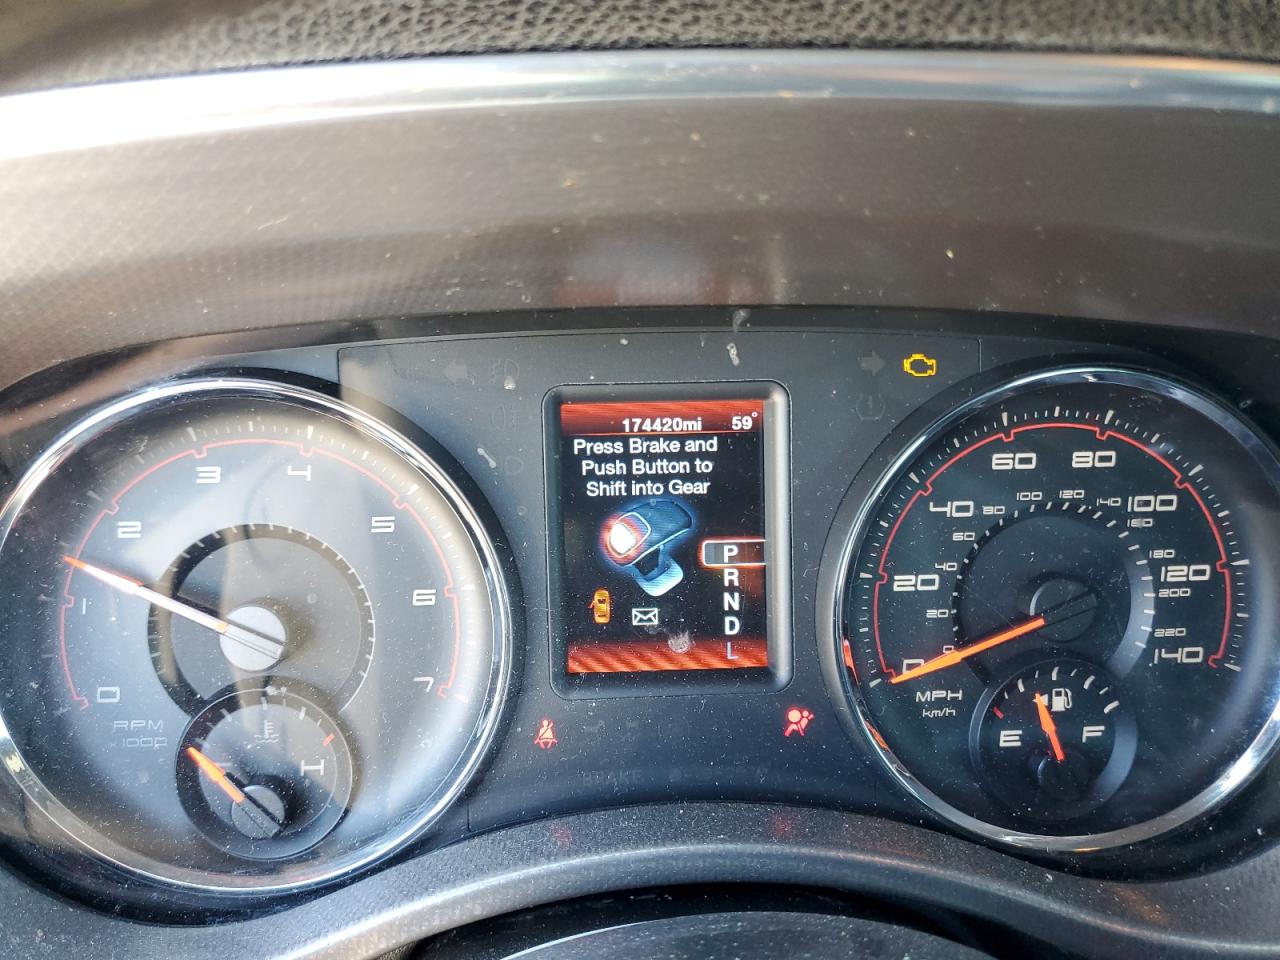 174420mi 59°
Press Brake and
Push Button to
Shift into Gear
P
R
N
D
L
0
1
2
3
4
5
6
7
RPM
x 1000
H
0
20
40
60
80
100
120
140
0
20
40
60
80
100
120
140
160
180
200
220
MPH
km/h
E
F
BRAKE